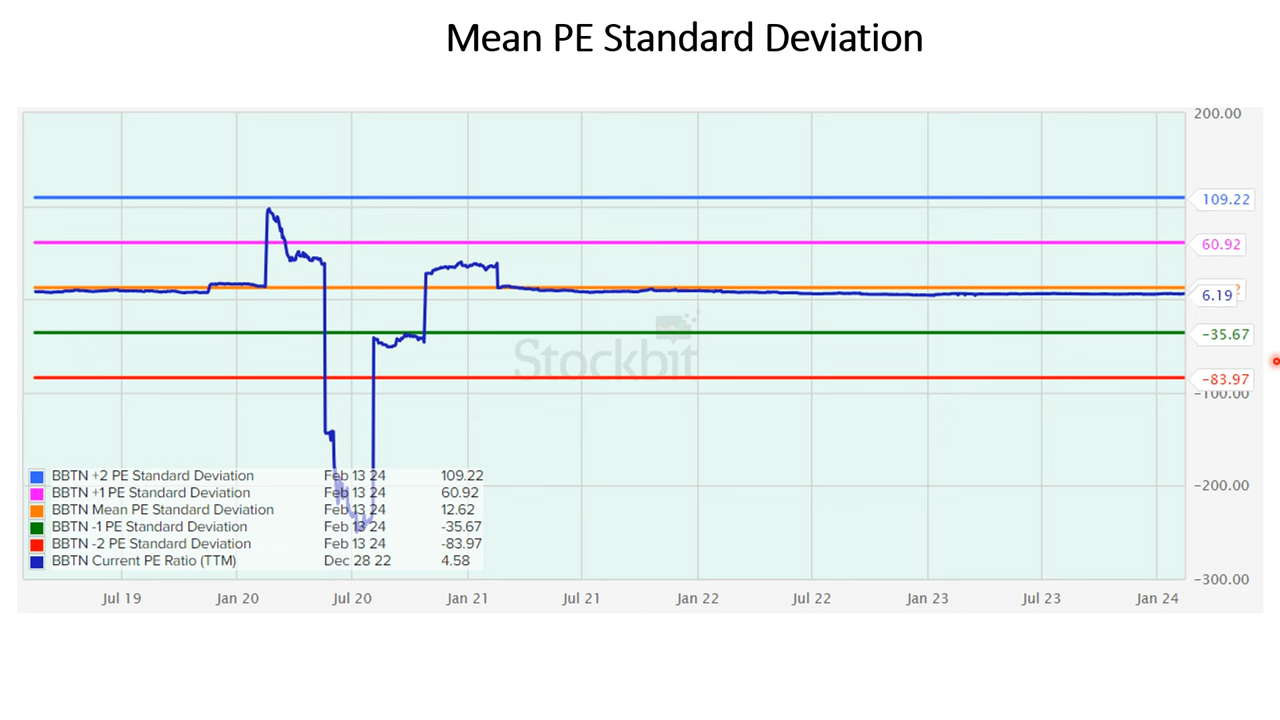 Mean PE Standard Deviation
200.00
109.22
60.92
6.19
-35.67
-83.97
-100.00
-200.00
-300.00
Stockbit
BBTN +2 PE Standard Deviation Feb 13 24 109.22
BBTN +1 PE Standard Deviation Feb 13 24 60.92
BBTN Mean PE Standard Deviation Feb 13 24 12.62
BBTN -1 PE Standard Deviation Feb 13 24 -35.67
BBTN -2 PE Standard Deviation Feb 13 24 -83.97
BBTN Current PE Ratio (TTM) Dec 28 22 4.58
Jul 19 Jan 20 Jul 20 Jan 21 Jul 21 Jan 22 Jul 22 Jan 23 Jul 23 Jan 24